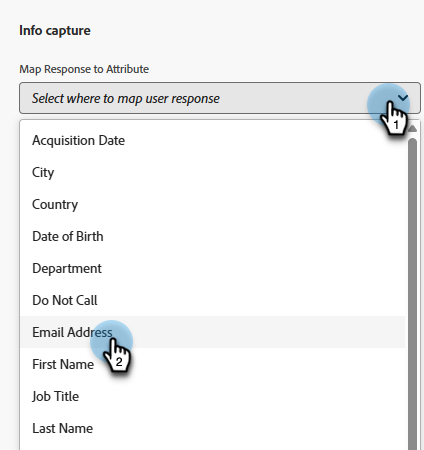 Info capture
Map Response to Attribute
Select where to map user response
1
Acquisition Date
City
Country
Date of Birth
Department
Do Not Call
Email Address
2
First Name
Job Title
Last Name